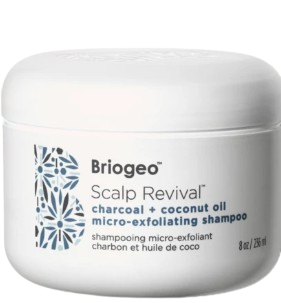 Briogeo™
Scalp Revival™
charcoal + coconut oil
micro-exfoliating shampoo
shampooing micro-exfoliant
charbon et huile de coco
8 oz / 236 ml